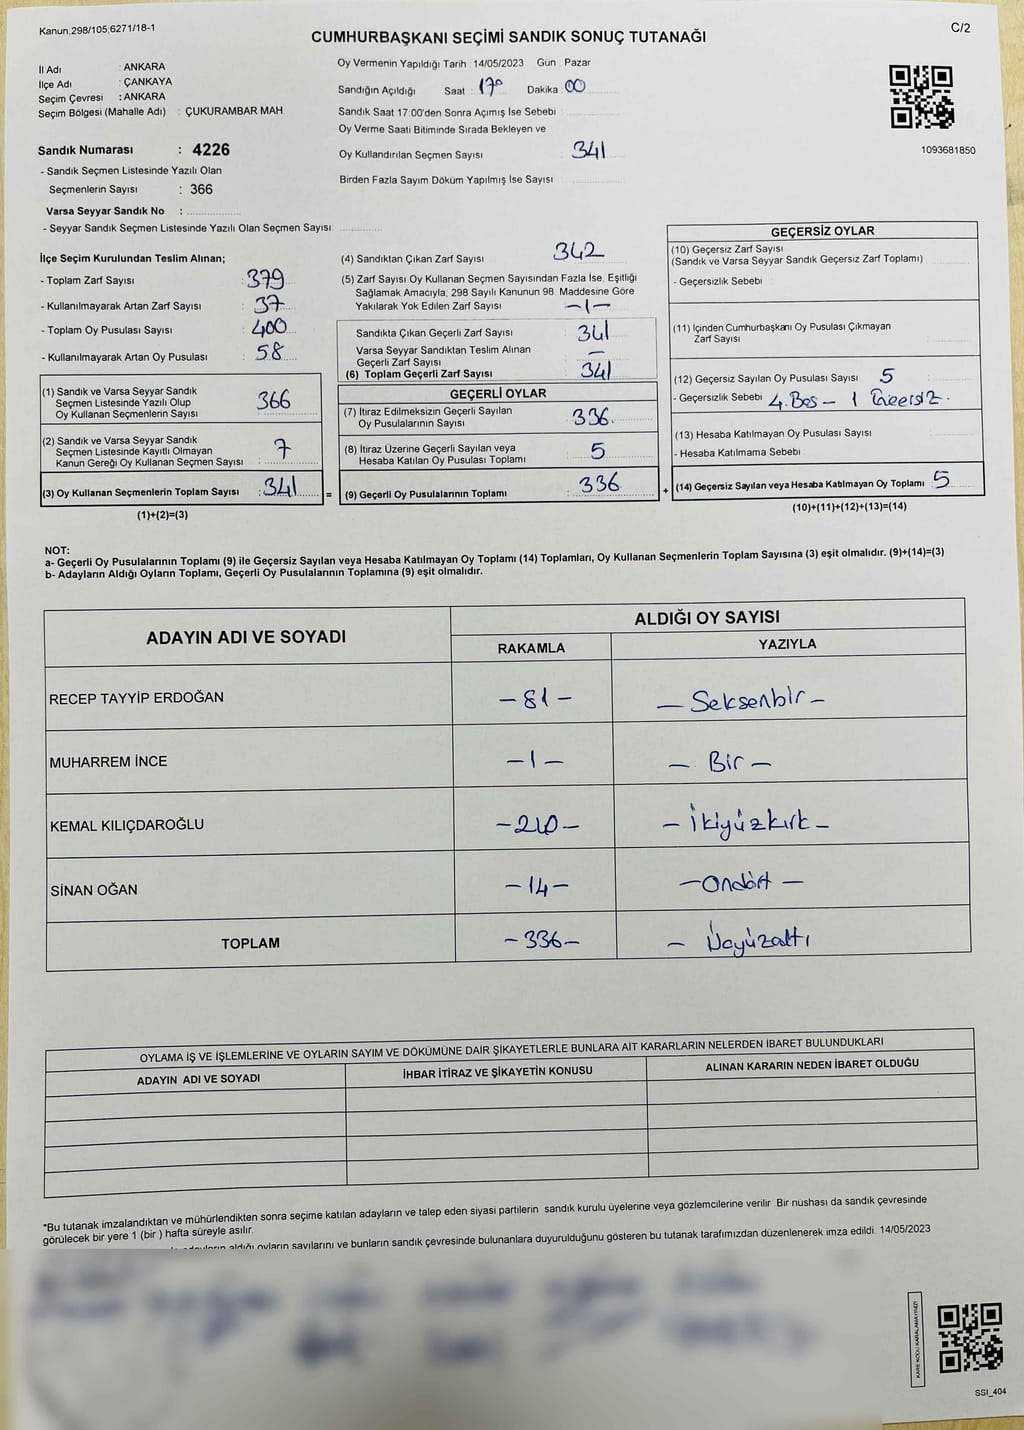 Kanun;298/105;6271/18-1
C/2
CUMHURBAŞKANI SEÇİMİ SANDIK SONUÇ TUTANAĞI
İl Adı : ANKARA
İlçe Adı : ÇANKAYA
Seçim Çevresi : ANKARA
Seçim Bölgesi (Mahalle Adı) : ÇUKURAMBAR MAH.
Oy Vermenin Yapıldığı Tarih : 14/05/2023 Gün : Pazar
Sandığın Açıldığı Saat : 17⁰ Dakika : 00
Sandık Saat 17:00'den Sonra Açımış İse Sebebi :
Oy Verme Saati Bitiminde Sırada Bekleyen ve
Oy Kullandırılan Seçmen Sayısı : 341
Birden Fazla Sayım Döküm Yapılmış İse Sayısı
1093681850
Sandık Numarası : 4226
- Sandık Seçmen Listesinde Yazılı Olan
Seçmenlerin Sayısı : 366
Varsa Seyyar Sandık No :
- Seyyar Sandık Seçmen Listesinde Yazılı Olan Seçmen Sayısı:
İlçe Seçim Kurulundan Teslim Alınan;
- Toplam Zarf Sayısı : 379
- Kullanılmayarak Artan Zarf Sayısı : 37
- Toplam Oy Pusulası Sayısı : 400
- Kullanılmayarak Artan Oy Pusulası : 58
(1) Sandık ve Varsa Seyyar Sandık
Seçmen Listesinde Yazılı Olup
Oy Kullanan Seçmenlerin Sayısı 366
(2) Sandık ve Varsa Seyyar Sandık
Seçmen Listesinde Kayıtlı Olmayan
Kanun Gereği Oy Kullanan Seçmen Sayısı : 7
(3) Oy Kullanan Seçmenlerin Toplam Sayısı : 341
(1)+(2)=(3)
(4) Sandıktan Çıkan Zarf Sayısı 342
(5) Zarf Sayısı Oy Kullanan Seçmen Sayısından Fazla İse, Eşitliği
Sağlamak Amacıyla, 298 Sayılı Kanunun 98. Maddesine Göre
Yakılarak Yok Edilen Zarf Sayısı -1-
Sandıkta Çıkan Geçerli Zarf Sayısı 341
Varsa Seyyar Sandıktan Teslim Alınan
Geçerli Zarf Sayısı -
(6) Toplam Geçerli Zarf Sayısı 341
GEÇERLİ OYLAR
(7) İtiraz Edilmeksizin Geçerli Sayılan
Oy Pusulalarının Sayısı 336
(8) İtiraz Üzerine Geçerli Sayılan veya
Hesaba Katılan Oy Pusulası Toplamı 5
= (9) Geçerli Oy Pusulalarının Toplamı 336
GEÇERSİZ OYLAR
(10) Geçersiz Zarf Sayısı
(Sandık ve Varsa Seyyar Sandık Geçersiz Zarf Toplamı) :
- Geçersizlik Sebebi :
(11) İçinden Cumhurbaşkanı Oy Pusulası Çıkmayan
Zarf Sayısı
(12) Geçersiz Sayılan Oy Pusulası Sayısı 5
- Geçersizlik Sebebi : 4. Boş - 1
(13) Hesaba Katılmayan Oy Pusulası Sayısı
- Hesaba Katılmama Sebebi :
+ (14) Geçersiz Sayılan veya Hesaba Katılmayan Oy Toplamı : 5
(10)+(11)+(12)+(13)=(14)
NOT:
a- Geçerli Oy Pusulalarının Toplamı (9) ile Geçersiz Sayılan veya Hesaba Katılmayan Oy Toplamı (14) Toplamları, Oy Kullanan Seçmenlerin Toplam Sayısına (3) eşit olmalıdır. (9)+(14)=(3)
b- Adayların Aldığı Oyların Toplamı, Geçerli Oy Pusulalarının Toplamına (9) eşit olmalıdır.
ADAYIN ADI VE SOYADI
ALDIĞI OY SAYISI
RAKAMLA YAZIYLA
RECEP TAYYİP ERDOĞAN -81- - Seksenbir -
MUHARREM İNCE -1- - Bir -
KEMAL KILIÇDAROĞLU -240- - İkiyüzkırk -
SİNAN OĞAN -14- - Ondört -
TOPLAM -336- - Üçyüzaltı
OYLAMA İŞ VE İŞLEMLERİNE VE OYLARIN SAYIM VE DÖKÜMÜNE DAİR ŞİKAYETLERLE BUNLARA AİT KARARLARIN NELERDEN İBARET BULUNDUKLARI
ADAYIN ADI VE SOYADI İHBAR İTİRAZ VE ŞİKAYETİN KONUSU ALINAN KARARIN NEDEN İBARET OLDUĞU
*Bu tutanak imzalandıktan ve mühürlendikten sonra seçime katılan adayların ve talep eden siyasi partilerin sandık kurulu üyelerine veya gözlemcilerine verilir. Bir nüshası da sandık çevresinde
görülecek bir yere 1 (bir ) hafta süreyle asılır.
aldığı oyların sayılarını ve bunların sandık çevresinde bulunanlara duyurulduğunu gösteren bu tutanak tarafımızdan düzenlenerek imza edildi. 14/05/2023
KARE KODU KARALAMAYINIZ!
SSI_404